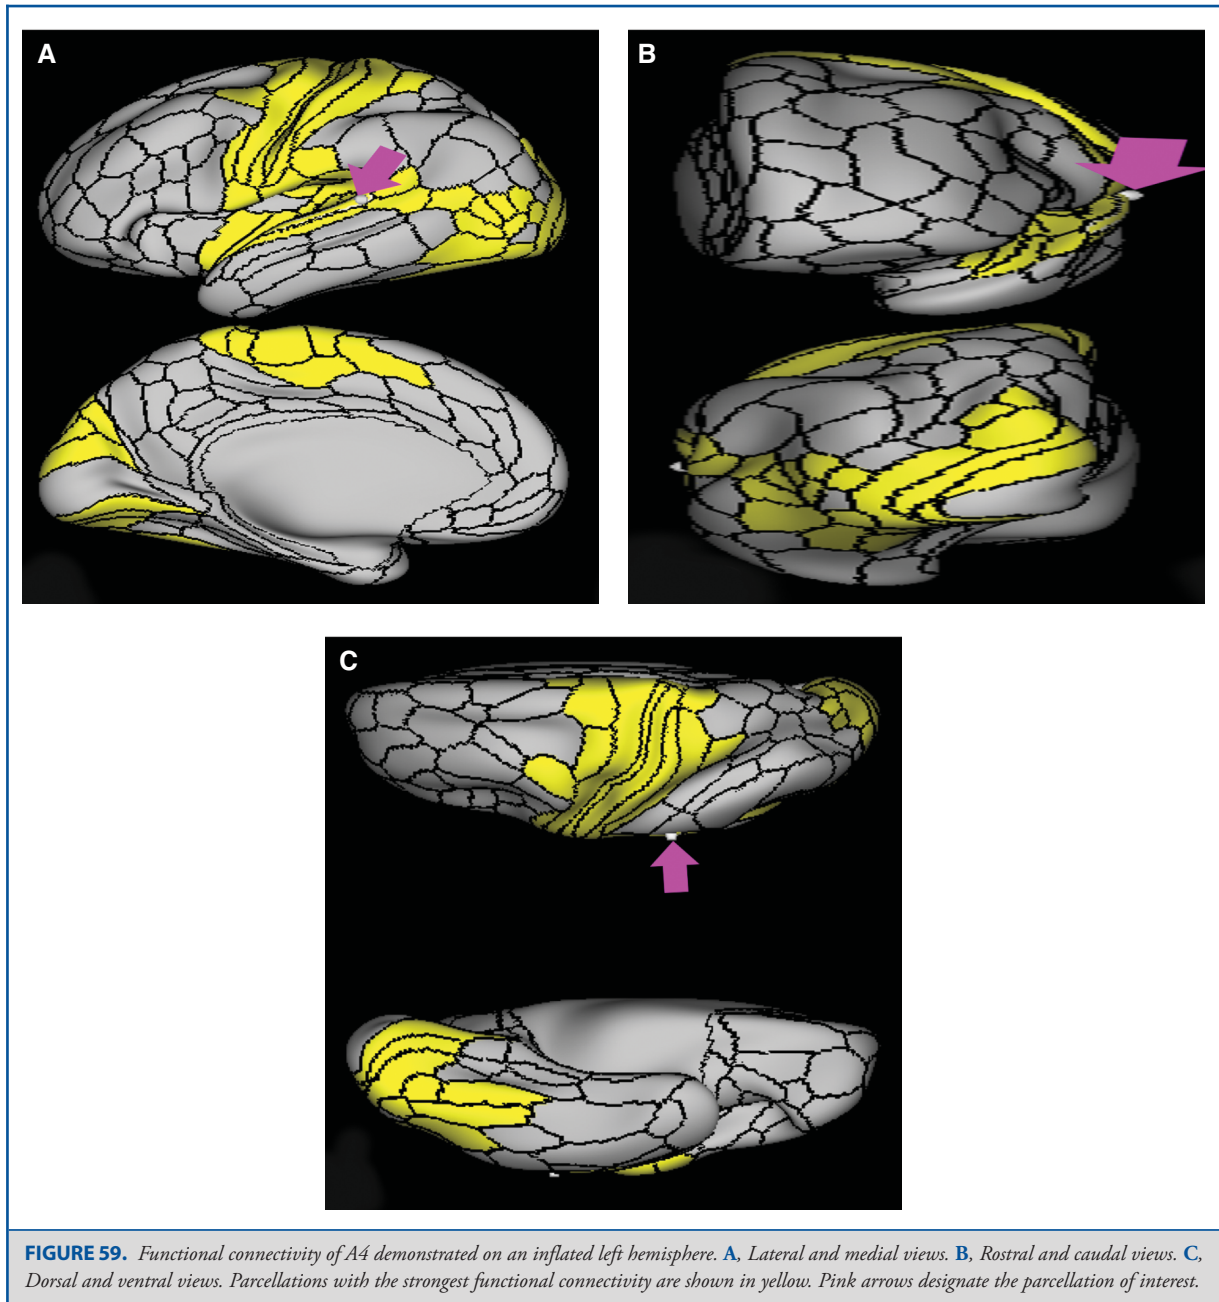 A
B
C
FIGURE 59. Functional connectivity of A4 demonstrated on an inflated left hemisphere. A, Lateral and medial views. B, Rostral and caudal views. C,
Dorsal and ventral views. Parcellations with the strongest functional connectivity are shown in yellow. Pink arrows designate the parcellation of interest.